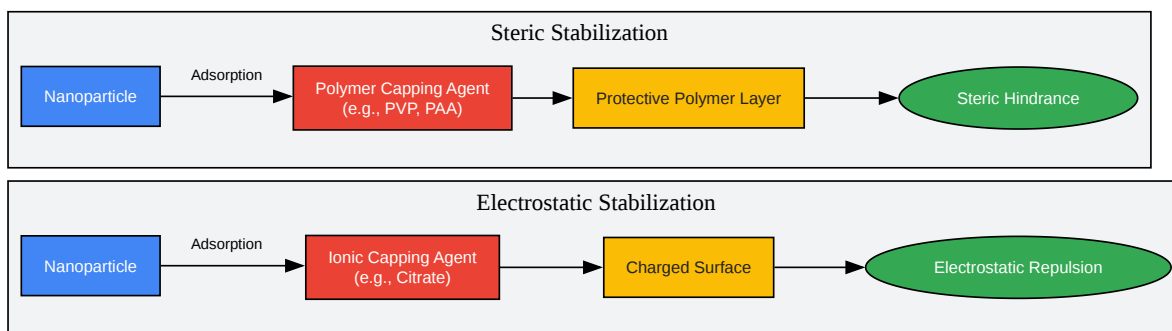 Steric Stabilization
Nanoparticle
Adsorption
Polymer Capping Agent
(e.g., PVP, PAA)
Protective Polymer Layer
Steric Hindrance
Electrostatic Stabilization
Nanoparticle
Adsorption
Ionic Capping Agent
(e.g., Citrate)
Charged Surface
Electrostatic Repulsion